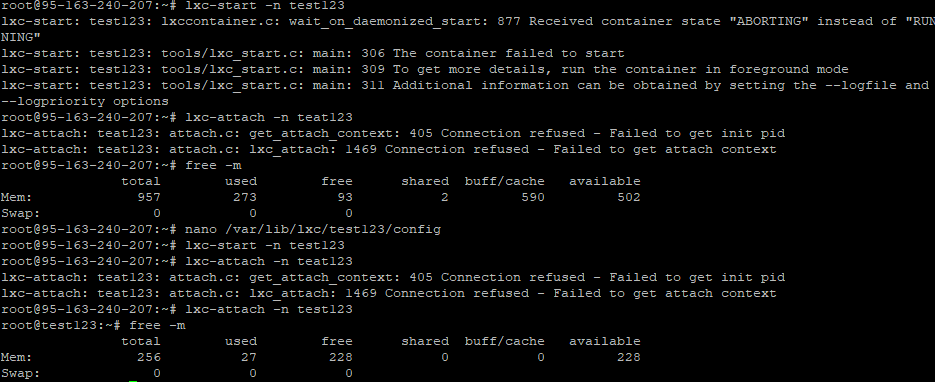 root@95-163-240-207:~# lxc-start -n test123
lxc-start: test123: lxccontainer.c: wait_on_daemonized_start: 877 Received container state "ABORTING" instead of "RUN
NING"
lxc-start: test123: tools/lxc_start.c: main: 306 The container failed to start
lxc-start: test123: tools/lxc_start.c: main: 309 To get more details, run the container in foreground mode
lxc-start: test123: tools/lxc_start.c: main: 311 Additional information can be obtained by setting the --logfile and
--logpriority options
root@95-163-240-207:~# lxc-attach -n teat123
lxc-attach: teat123: attach.c: get_attach_context: 405 Connection refused - Failed to get init pid
lxc-attach: teat123: attach.c: lxc_attach: 1469 Connection refused - Failed to get attach context
root@95-163-240-207:~# free -m
total used free shared buff/cache available
Mem: 957 273 93 2 590 502
Swap: 0 0 0
root@95-163-240-207:~# nano /var/lib/lxc/test123/config
root@95-163-240-207:~# lxc-start -n test123
root@95-163-240-207:~# lxc-attach -n teat123
lxc-attach: teat123: attach.c: get_attach_context: 405 Connection refused - Failed to get init pid
lxc-attach: teat123: attach.c: lxc_attach: 1469 Connection refused - Failed to get attach context
root@95-163-240-207:~# lxc-attach -n test123
root@test123:~# free -m
total used free shared buff/cache available
Mem: 256 27 228 0 0 228
Swap: 0 0 0